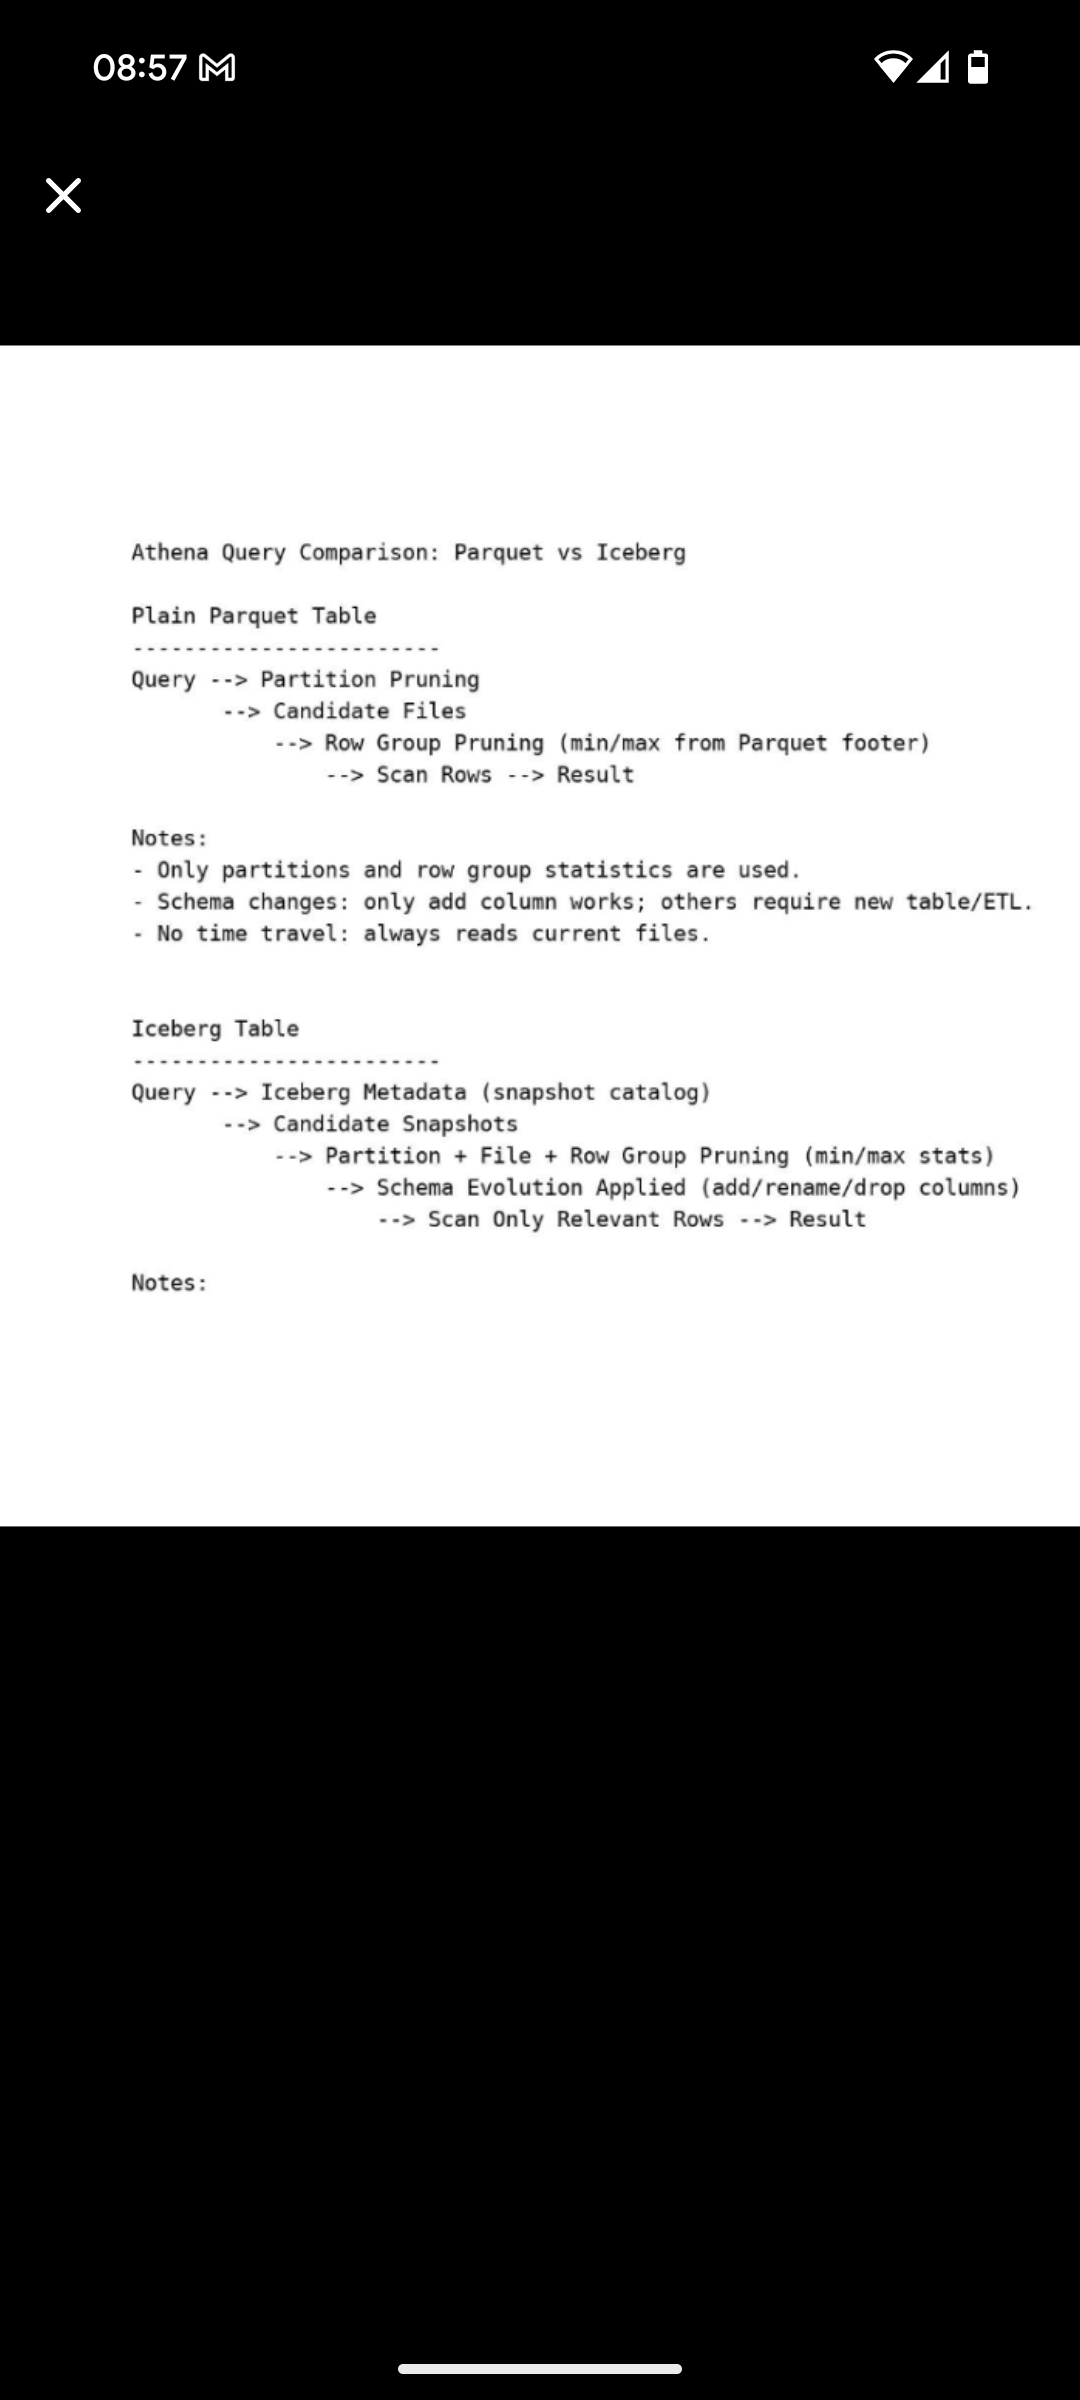 08:57
Athena Query Comparison: Parquet vs Iceberg
Plain Parquet Table
------------------------
Query --> Partition Pruning
--> Candidate Files
--> Row Group Pruning (min/max from Parquet footer)
--> Scan Rows --> Result
Notes:
- Only partitions and row group statistics are used.
- Schema changes: only add column works; others require new table/ETL.
- No time travel: always reads current files.
Iceberg Table
------------------------
Query --> Iceberg Metadata (snapshot catalog)
--> Candidate Snapshots
--> Partition + File + Row Group Pruning (min/max stats)
--> Schema Evolution Applied (add/rename/drop columns)
--> Scan Only Relevant Rows --> Result
Notes: